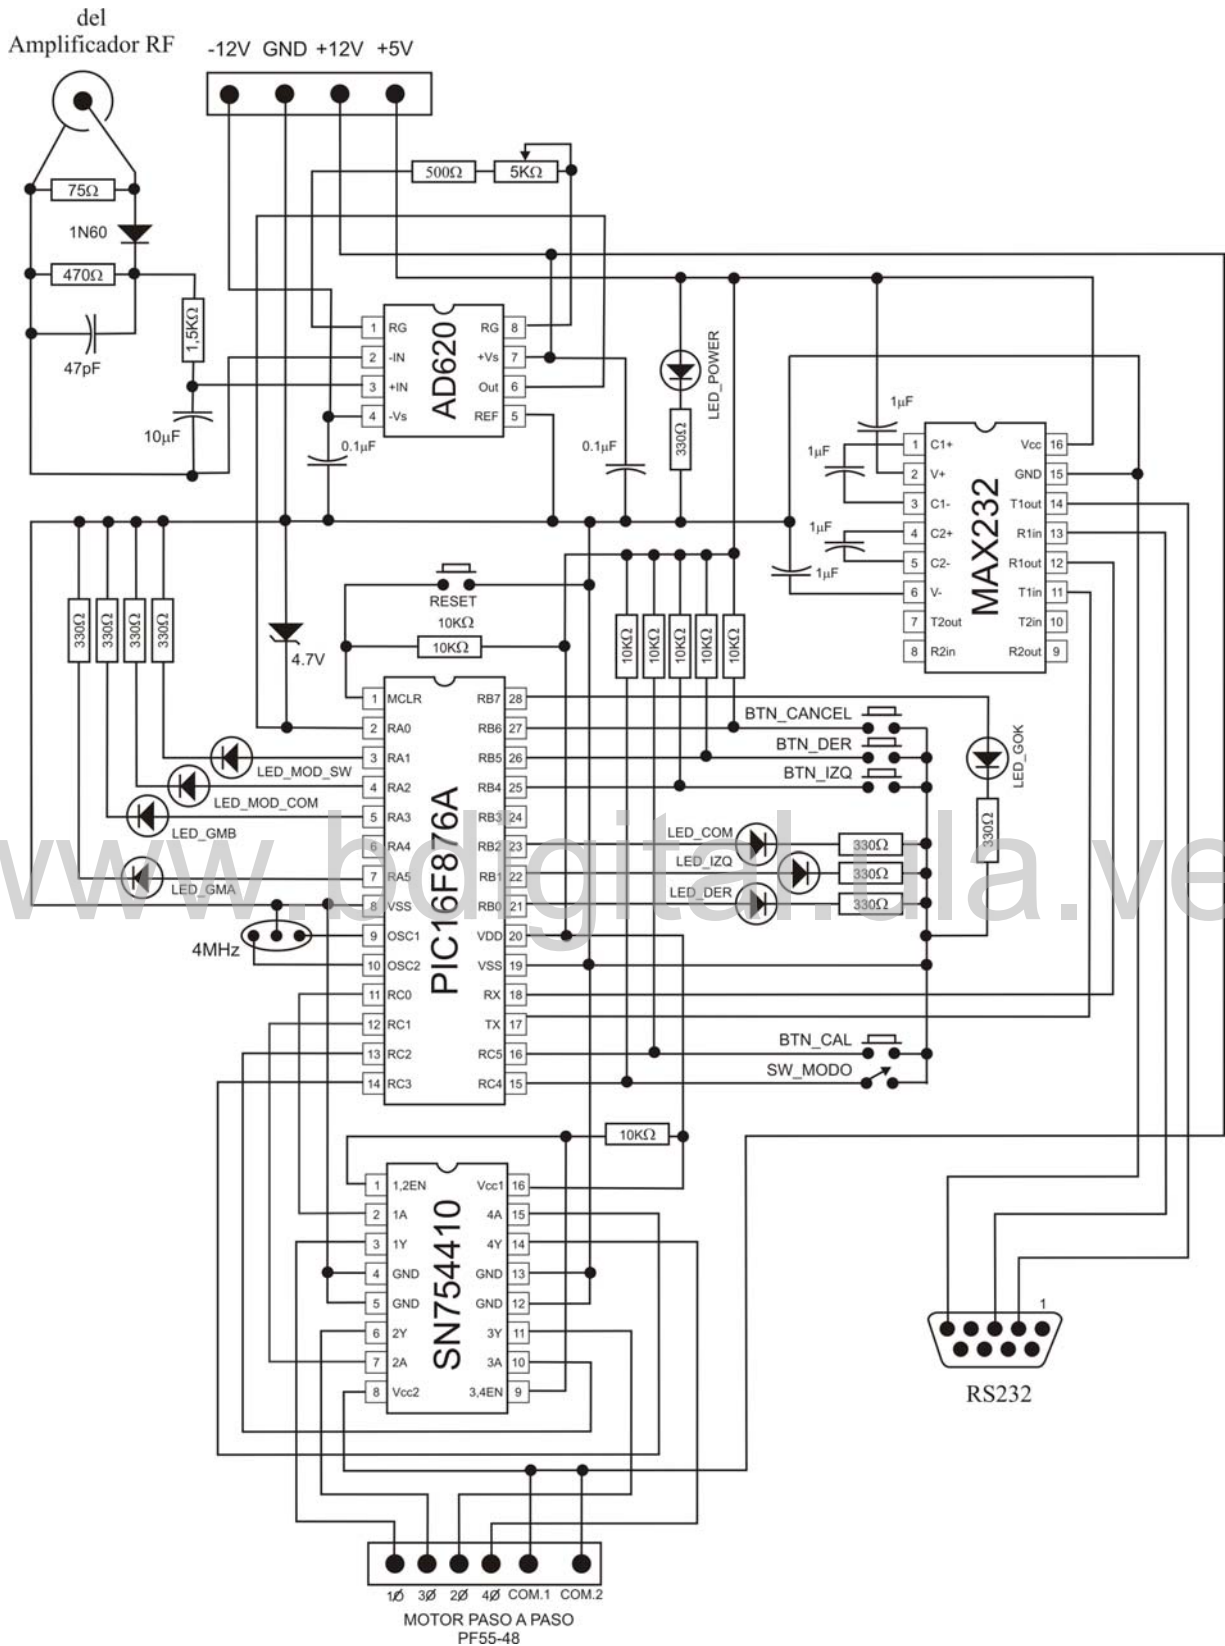 del
Amplificador RF
-12V GND +12V +5V
500Ω 5KΩ
75Ω
1N60
470Ω
1,5KΩ
47pF
10µF
0.1µF
0.1µF
AD620
1 RG
2 -IN
3 +IN
4 -Vs
RG 8
+Vs 7
Out 6
REF 5
LED_POWER
330Ω
1µF
1µF
1µF
1µF
MAX232
1 C1+
2 V+
3 C1-
4 C2+
5 C2-
6 V-
7 T2out
8 R2in
Vcc 16
GND 15
T1out 14
R1in 13
R1out 12
T1in 11
T2in 10
R2out 9
330Ω 330Ω 330Ω 330Ω
RESET
10KΩ
10KΩ
4.7V
10KΩ 10KΩ 10KΩ 10KΩ 10KΩ
PIC16F876A
1 MCLR
2 RA0
3 RA1
4 RA2
5 RA3
6 RA4
7 RA5
8 VSS
9 OSC1
10 OSC2
11 RC0
12 RC1
13 RC2
14 RC3
RB7 28
RB6 27
RB5 26
RB4 25
RB3 24
RB2 23
RB1 22
RB0 21
VDD 20
VSS 19
RX 18
TX 17
RC5 16
RC4 15
LED_MOD_SW
LED_MOD_COM
LED_GMB
LED_GMA
4MHz
BTN_CANCEL
BTN_DER
BTN_IZQ
LED_GOK
330Ω
LED_COM 330Ω
LED_IZQ 330Ω
LED_DER 330Ω
www.bdigital.ula.ve
BTN_CAL
SW_MODO
10KΩ
SN754410
1 1,2EN
2 1A
3 1Y
4 GND
5 GND
6 2Y
7 2A
8 Vcc2
Vcc1 16
4A 15
4Y 14
GND 13
GND 12
3Y 11
3A 10
3,4EN 9
1
RS232
1Ø 3Ø 2Ø 4Ø COM.1 COM.2
MOTOR PASO A PASO
PF55-48